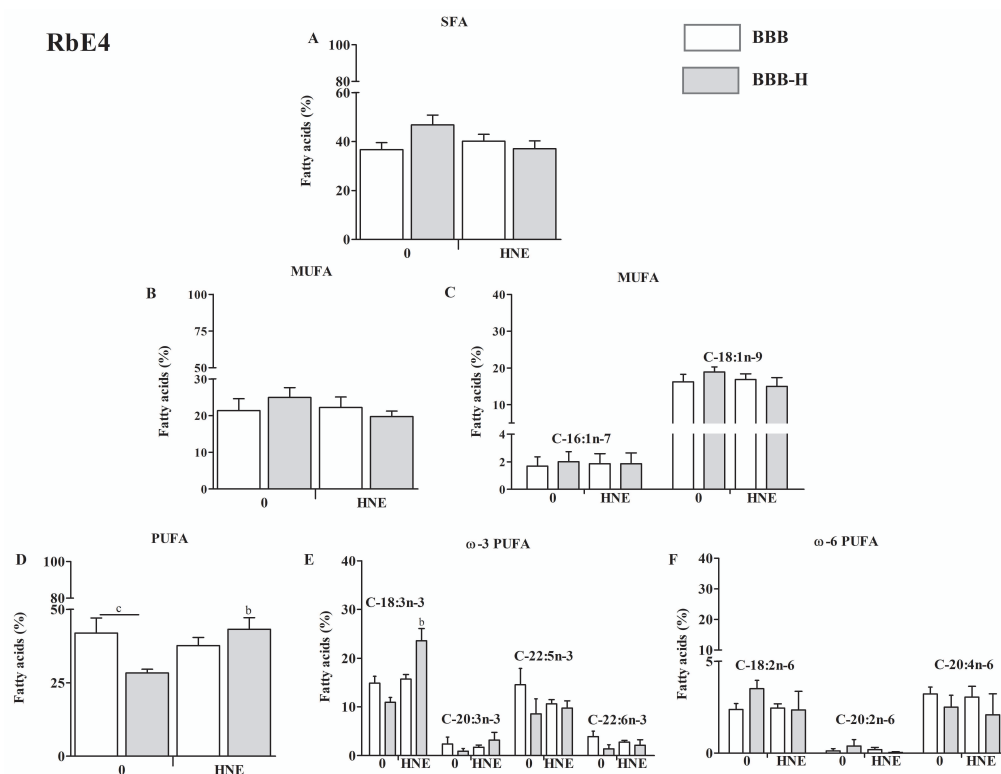 RbE4
SFA
A
BBB
BBB-H
Fatty acids (%)
100
80
60
40
20
0
0 HNE
MUFA
B
Fatty acids (%)
100
75
50
30
20
10
0
0 HNE
MUFA
C
Fatty acids (%)
40
30
20
10
4
2
0
C-16:1n-7
C-18:1n-9
0 HNE 0 HNE
PUFA
D
Fatty acids (%)
100
80
50
25
0
c
b
0 HNE
ω-3 PUFA
E
Fatty acids (%)
40
30
20
10
0
C-18:3n-3
b
C-20:3n-3
C-22:5n-3
C-22:6n-3
0 HNE 0 HNE 0 HNE 0 HNE
ω-6 PUFA
F
Fatty acids (%)
40
30
20
10
5
0
C-18:2n-6
C-20:2n-6
C-20:4n-6
0 HNE 0 HNE 0 HNE